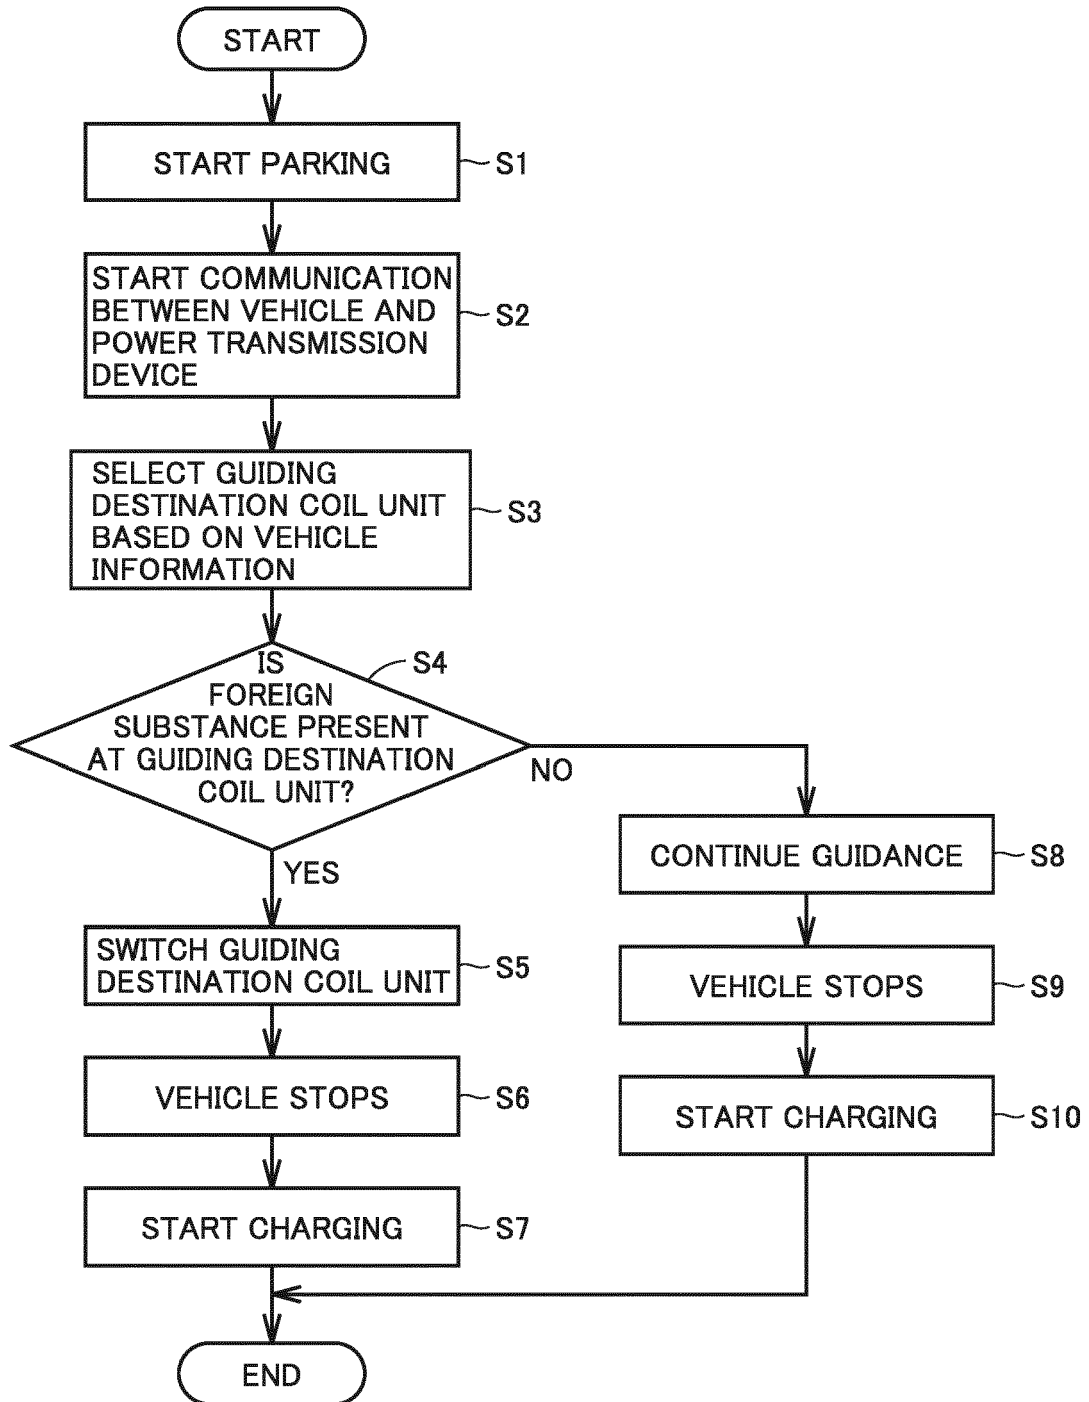 START
START PARKING
S1
START COMMUNICATION
BETWEEN VEHICLE AND
POWER TRANSMISSION
DEVICE
S2
SELECT GUIDING
DESTINATION COIL UNIT
BASED ON VEHICLE
INFORMATION
S3
IS
FOREIGN
SUBSTANCE PRESENT
AT GUIDING DESTINATION
COIL UNIT?
S4
NO
YES
SWITCH GUIDING
DESTINATION COIL UNIT
S5
VEHICLE STOPS
S6
START CHARGING
S7
CONTINUE GUIDANCE
S8
VEHICLE STOPS
S9
START CHARGING
S10
END